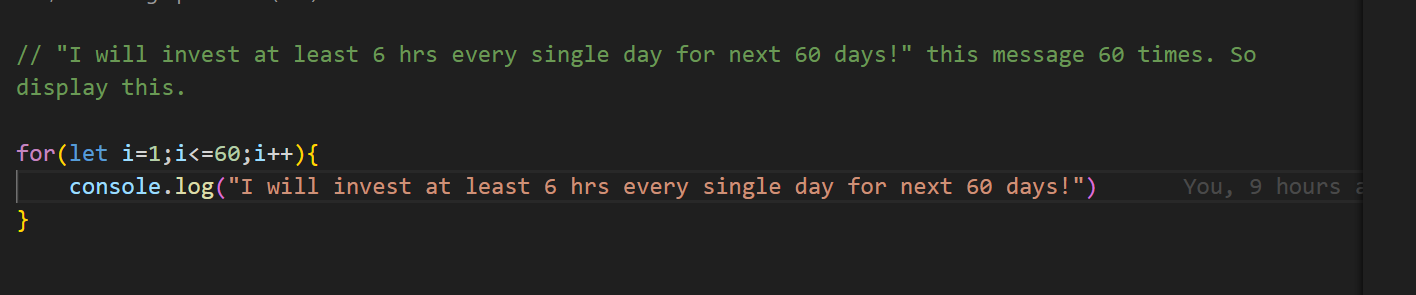 // "I will invest at least 6 hrs every single day for next 60 days!" this message 60 times. So
display this.
for(let i=1;i<=60;i++){
console.log("I will invest at least 6 hrs every single day for next 60 days!") You, 9 hours
}